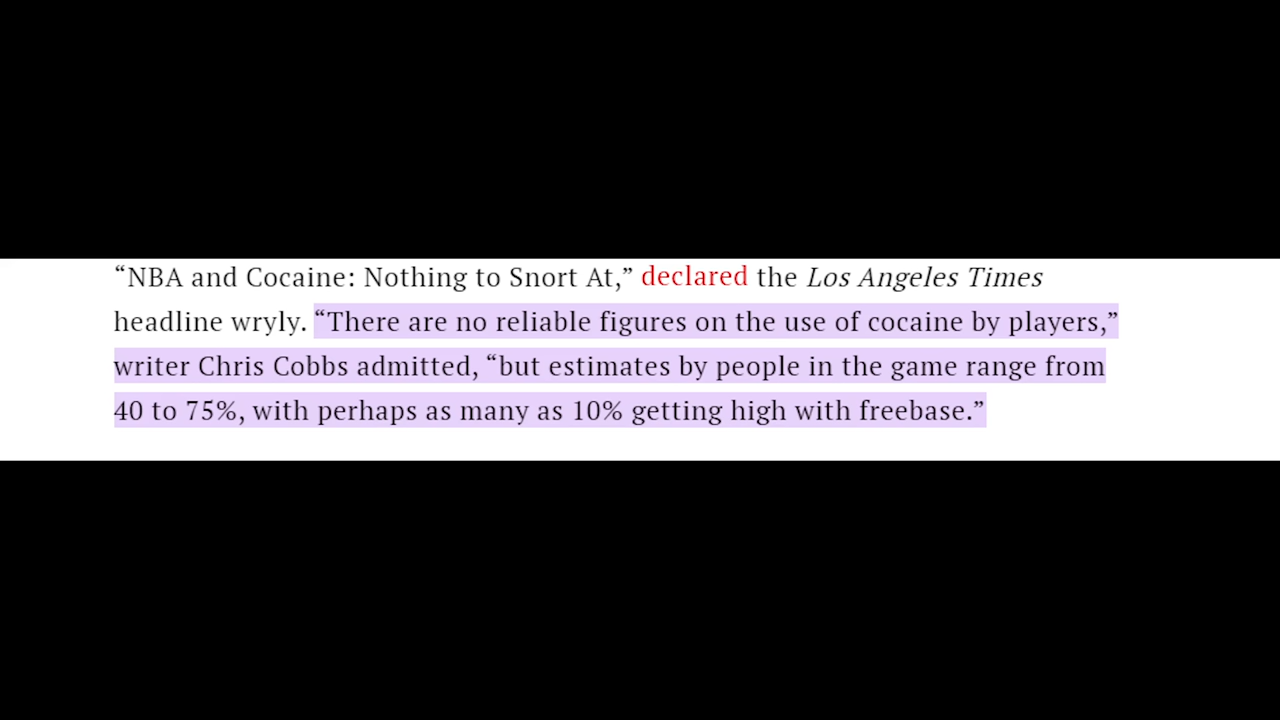 “NBA and Cocaine: Nothing to Snort At,” declared the Los Angeles Times
headline wryly. “There are no reliable figures on the use of cocaine by players,”
writer Chris Cobbs admitted, “but estimates by people in the game range from
40 to 75%, with perhaps as many as 10% getting high with freebase.”